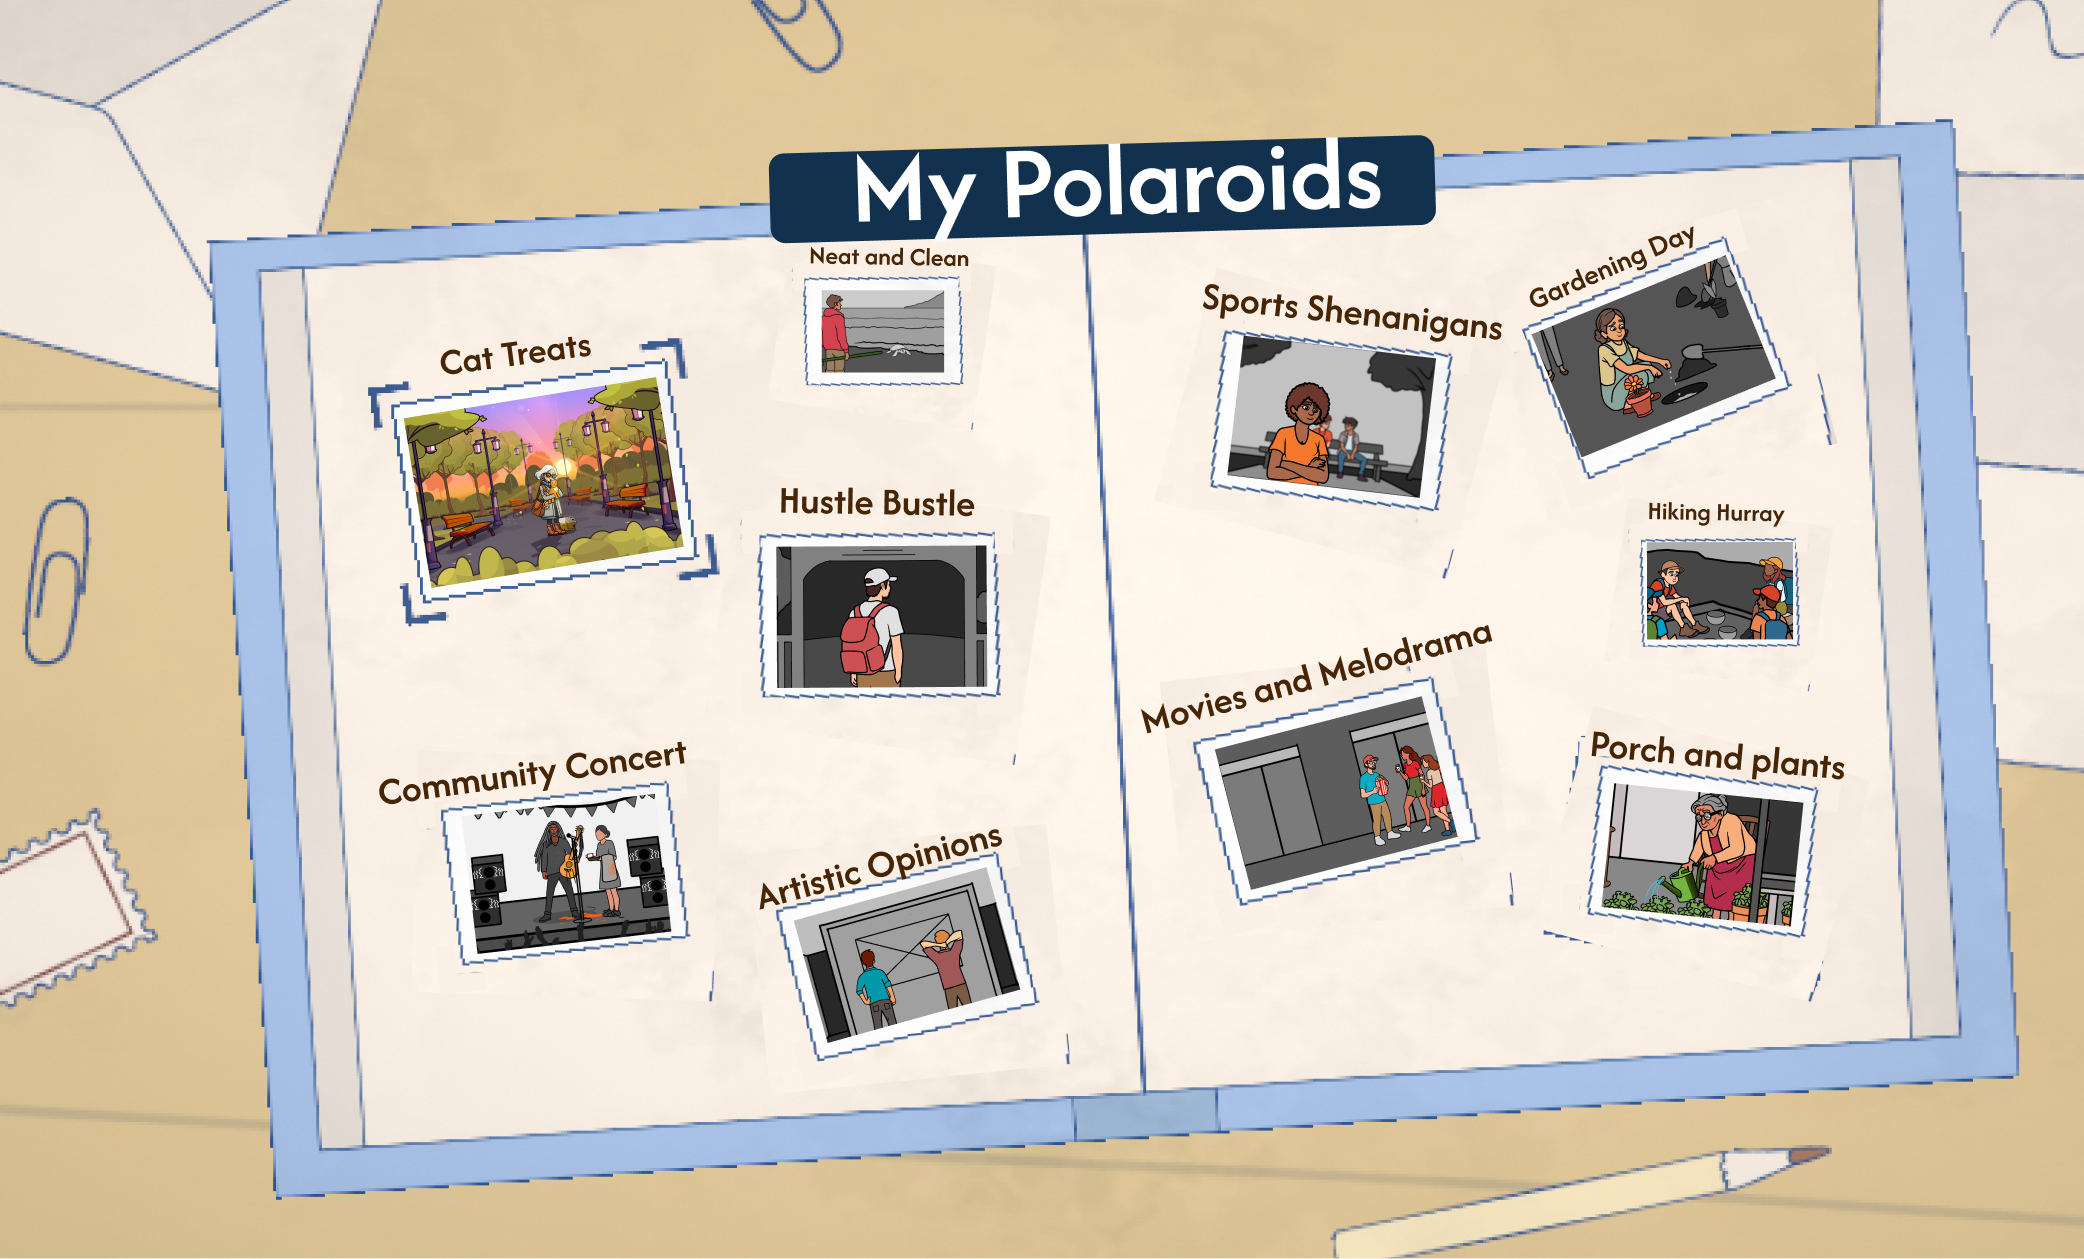 My Polaroids
Neat and Clean
Cat Treats
Hustle Bustle
Community Concert
Artistic Opinions
Sports Shenanigans
Gardening Day
Hiking Hurray
Movies and Melodrama
Porch and plants